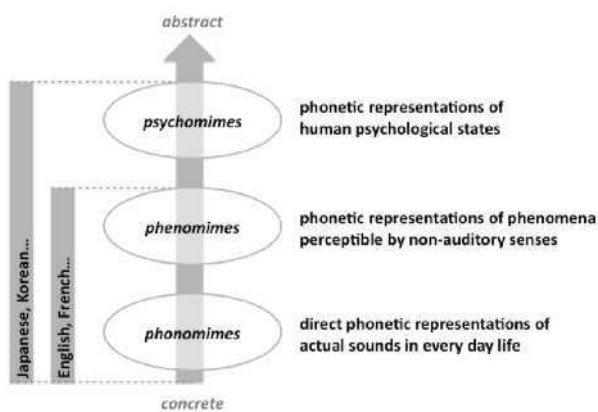 abstract
psychomimes
phonetic representations of
human psychological states
phenomimes
phonetic representations of phenomena
perceptible by non-auditory senses
phonomimes
direct phonetic representations of
actual sounds in every day life
concrete
Japanese, Korean...
English, French...